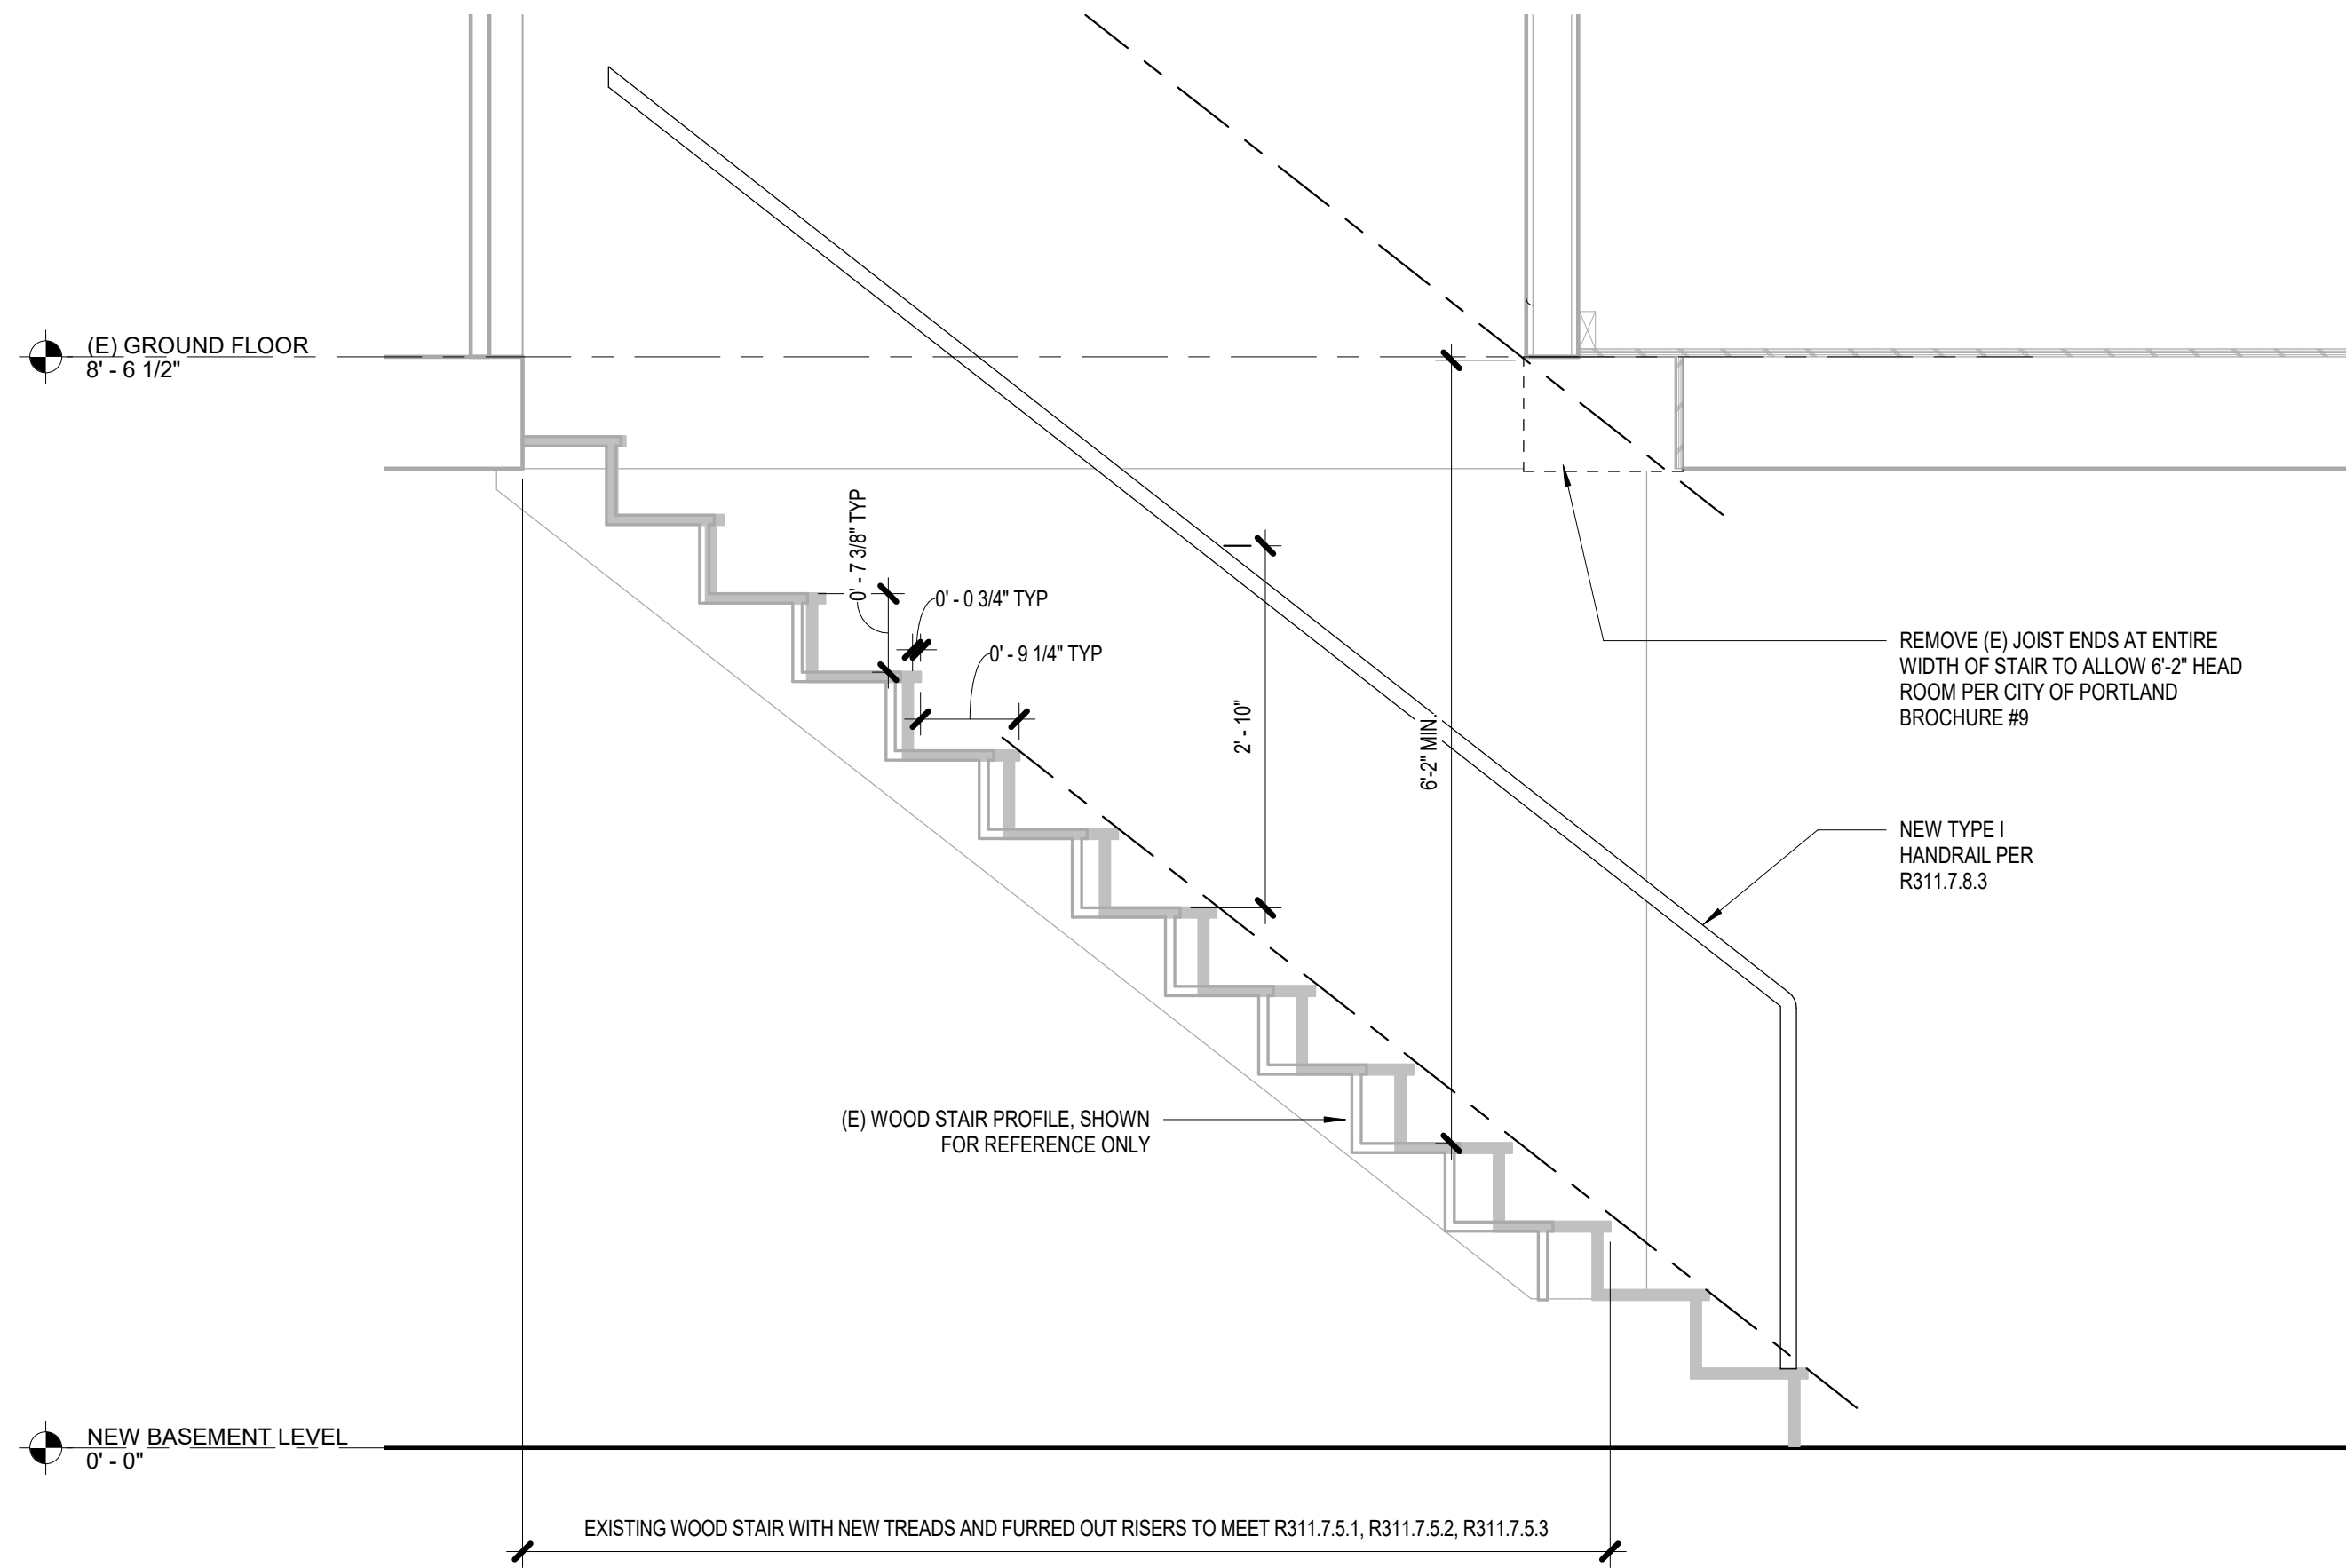 (E) GROUND FLOOR
8' - 6 1/2"
0' - 7 3/8" TYP
0' - 0 3/4" TYP
0' - 9 1/4" TYP
2' - 10"
6'-2" MIN.
REMOVE (E) JOIST ENDS AT ENTIRE
WIDTH OF STAIR TO ALLOW 6'-2" HEAD
ROOM PER CITY OF PORTLAND
BROCHURE #9
NEW TYPE I
HANDRAIL PER
R311.7.8.3
(E) WOOD STAIR PROFILE, SHOWN
FOR REFERENCE ONLY
NEW BASEMENT LEVEL
0' - 0"
EXISTING WOOD STAIR WITH NEW TREADS AND FURRED OUT RISERS TO MEET R311.7.5.1, R311.7.5.2, R311.7.5.3